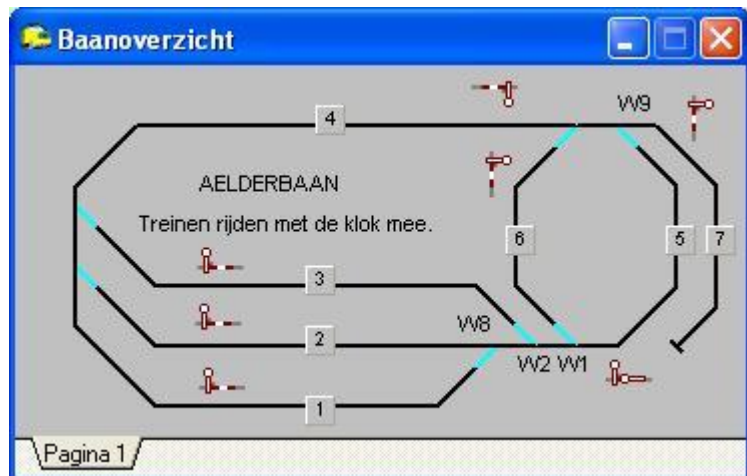 Baanoverzicht
W9
4
AELDERBAAN
Treinen rijden met de klok mee.
6
5
7
3
W8
2
W2 W1
1
Pagina 1